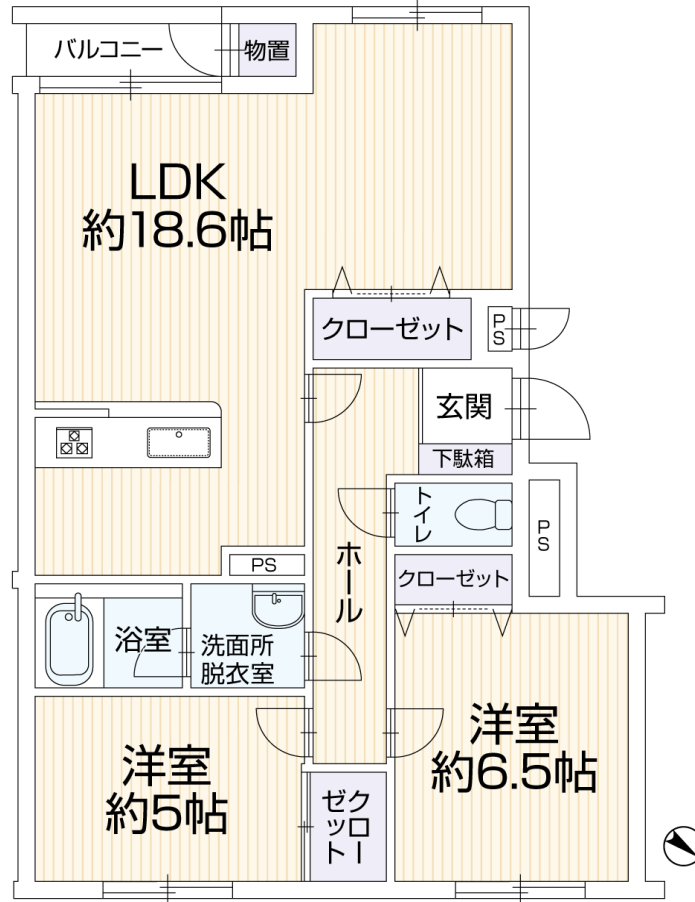 バルコニー
物置
LDK
約18.6帖
クローゼット
PS
玄関
下駄箱
トイレ
PS
ホール
PS
クローゼット
浴室
洗面所
脱衣室
洋室
約5帖
クロー
ゼット
洋室
約6.5帖